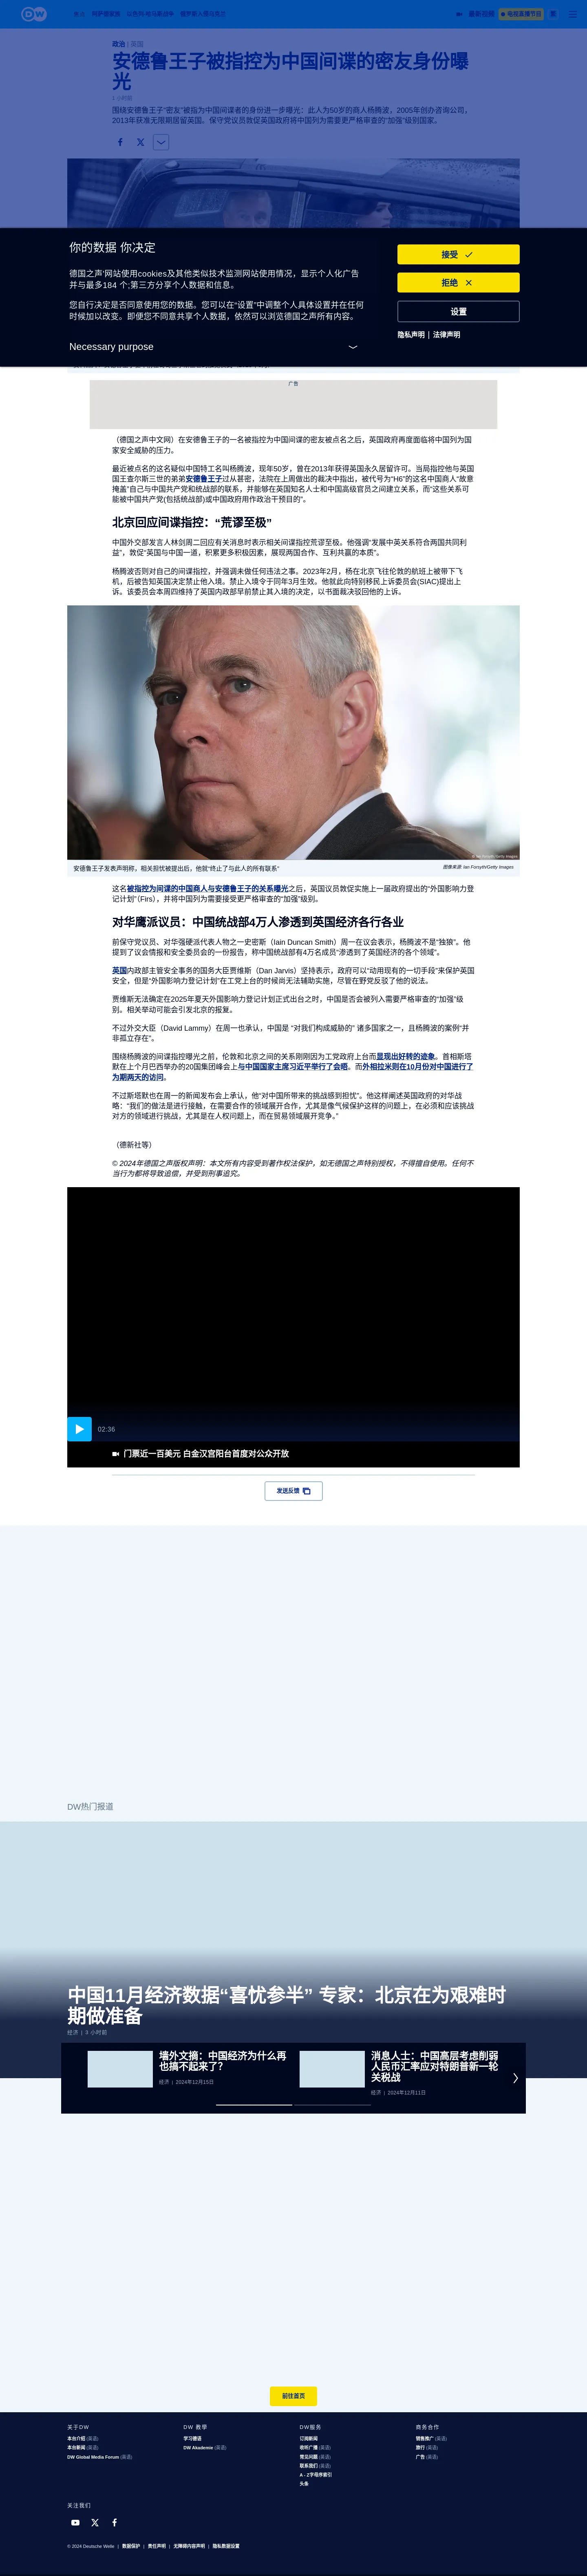 DW
最新视频
电视直播节目
政治 | 英国
安德鲁王子被指控为中国间谍的密友身份曝
光
围绕安德鲁王子“密友”被指为中国间谍者的身份进一步曝光：此人为50岁的商人杨腾波，2005年创办咨询公司，
2013年获准无限期居留英国。保守党议员敦促英国政府将中国列为需要更严格审查的“加强”级别国家。
你的数据 你决定
德国之声'网站使用cookies及其他类似技术监测网站使用情况，显示个人化广告
并与最多184 个;第三方分享个人数据和信息。
您自行决定是否同意使用您的数据。您可以在“设置”中调整个人具体设置并在任何
时候加以改变。即便您不同意共享个人数据，依然可以浏览德国之声所有内容。
Necessary purpose
接受
拒绝
设置
隐私声明 | 法律声明
广告
（德国之声中文网）在安德鲁王子的一名被指控为中国间谍的密友被点名之后，英国政府再度面临将中国列为国
家安全威胁的压力。
最近被点名的这名疑似中国特工名叫杨腾波，现年50岁，曾在2013年获得英国永久居留许可。当局指控他与英国
国王查尔斯三世的弟弟安德鲁王子过从甚密，法院在上周做出的裁决中指出，被代号为“H6”的这名中国商人“故意
掩盖”自己与中国共产党和统战部的联系，并能够在英国知名人士和中国高级官员之间建立关系，而“这些关系可
能被中国共产党(包括统战部)或中国政府用作政治干预目的”。
北京回应间谍指控：“荒谬至极”
中国外交部发言人林剑周二回应有关消息时表示相关间谍指控荒谬至极。他强调“发展中英关系符合两国共同利
益”，敦促“英国与中国一道，积累更多积极因素，展现两国合作、互利共赢的本质”。
杨腾波否则对自己的间谍指控，并强调未做任何违法之事。2023年2月，杨在北京飞往伦敦的航班上被带下飞
机，后被告知英国决定禁止他入境。禁止入境令于同年3月生效。他就此向特别移民上诉委员会(SIAC)提出上
诉。该委员会本周四维持了英国内政部早前禁止其入境的决定，以书面裁决驳回他的上诉。
安德鲁王子发表声明称，相关担忧被提出后，他就“终止了与此人的所有联系”
图像来源: Ian Forsyth/Getty Images
这名被指控为间谍的中国商人与安德鲁王子的关系曝光之后，英国议员敦促实施上一届政府提出的“外国影响力登
记计划”（Firs），并将中国列为需要接受更严格审查的“加强”级别。
对华鹰派议员：中国统战部4万人渗透到英国经济各行各业
前保守党议员、对华强硬派代表人物之一史密斯（Iain Duncan Smith）周一在议会表示，杨腾波不是“独狼”。他
提到了议会情报和安全委员会的一份报告，称中国统战部有4万名成员“渗透到了英国经济的各个领域”。
英国内政部主管安全事务的国务大臣贾维斯（Dan Jarvis）坚持表示，政府可以“动用现有的一切手段”来保护英国
安全，但是“外国影响力登记计划”在工党上台的时候尚无法辅助实施，尽管在野党反驳了他的说法。
贾维斯无法确定在2025年夏天外国影响力登记计划正式出台之时，中国是否会被列入需要严格审查的“加强”级
别。相关举动可能会引发北京的报复。
不过外交大臣（David Lammy）在周一也承认，中国是 “对我们构成威胁的” 诸多国家之一，且杨腾波的案例“并
非孤立存在”。
围绕杨腾波的间谍指控曝光之前，伦敦和北京之间的关系刚刚因为工党政府上台而显现出好转的迹象。首相斯塔
默在上个月巴西举办的20国集团峰会上与中国国家主席习近平举行了会晤。而外相拉米则在10月份对中国进行了
为期两天的访问。
不过斯塔默也在周一的新闻发布会上承认，他“对中国所带来的挑战感到担忧”。他这样阐述英国政府的对华战
略：“我们的做法是进行接触，在需要合作的领域展开合作，尤其是像气候保护这样的问题上，在必须和应该挑战
对方的领域进行挑战，尤其是在人权问题上，而在贸易领域展开竞争。”
（德新社等）
© 2024年德国之声版权声明：本文所有内容受到著作权法保护，如无德国之声特别授权，不得擅自使用。任何不
当行为都将导致追偿，并受到刑事追究。
02:36
门票近一百美元 白金汉宫阳台首度对公众开放
发送反馈
DW热门报道
中国11月经济数据“喜忧参半” 专家：北京在为艰难时
期做准备
经济 | 3 小时前
墙外文摘：中国经济为什么再
也搞不起来了?
经济 | 2024年12月15日
消息人士：中国高层考虑削弱
人民币汇率应对特朗普新一轮
关税战
经济 | 2024年12月11日
前往首页
关于DW
本台介绍 (英语)
本台新闻 (英语)
DW Global Media Forum (英语)
DW 教學
学习德语
DW Akademie (英语)
DW服务
订阅新闻
收听广播 (英语)
常见问题 (英语)
联系我们 (英语)
A - Z字母序索引
头条
商务合作
销售推广 (英语)
旅行 (英语)
广告 (英语)
关注我们
© 2024 Deutsche Welle | 数据保护 | 责任声明 | 无障碍内容声明 | 隐私数据设置